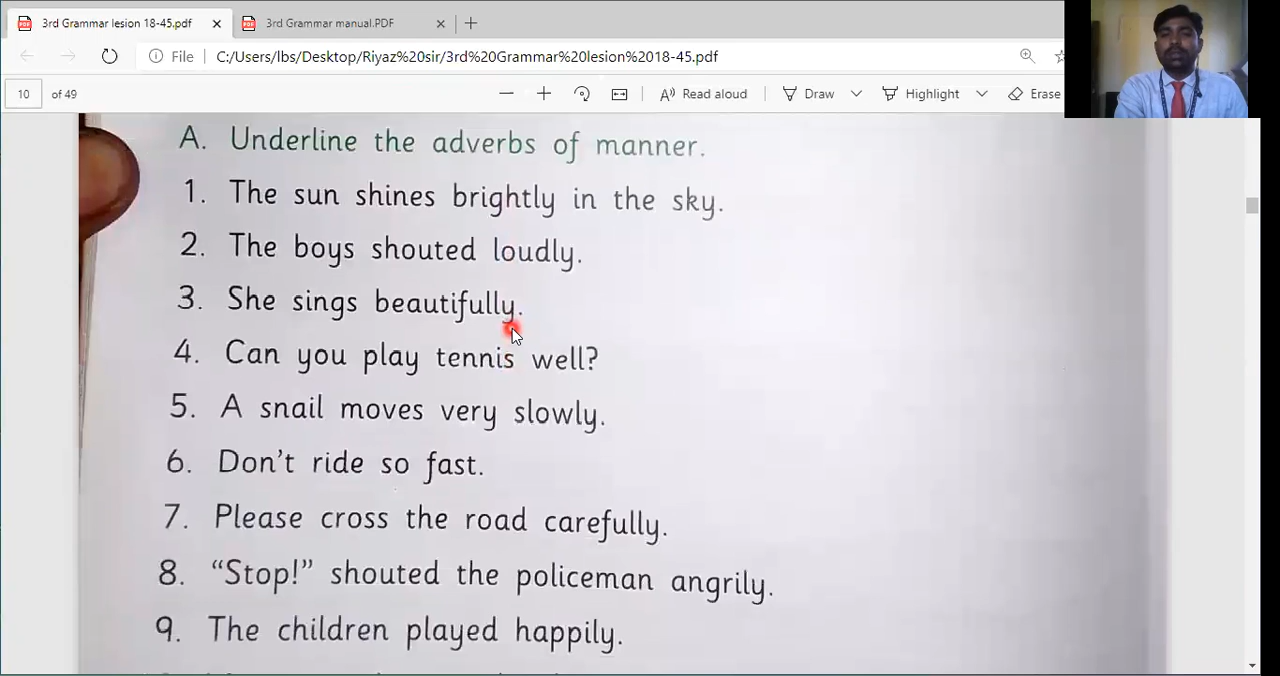 3rd Grammar lesion 18-45.pdf
3rd Grammar manual.PDF
File C:/Users/lbs/Desktop/Riyaz%20sir/3rd%20Grammar%20lesion%2018-45.pdf
10 of 49 Read aloud Draw Highlight Erase
A. Underline the adverbs of manner.
1. The sun shines brightly in the sky.
2. The boys shouted loudly.
3. She sings beautifully.
4. Can you play tennis well?
5. A snail moves very slowly.
6. Don't ride so fast.
7. Please cross the road carefully.
8. “Stop!” shouted the policeman angrily.
9. The children played happily.